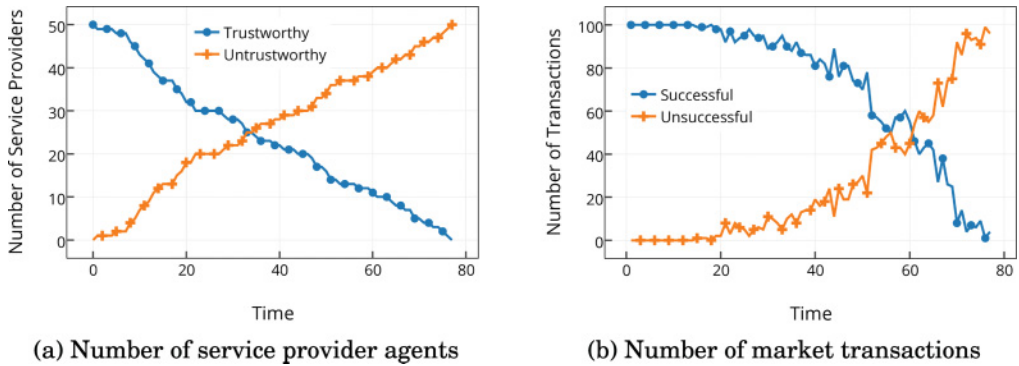 Number of Service Providers
50
40
30
20
10
0
Trustworthy
Untrustworthy
0 20 40 60 80
Time
(a) Number of service provider agents
Number of Transactions
100
80
60
40
20
0
Successful
Unsuccessful
0 20 40 60 80
Time
(b) Number of market transactions